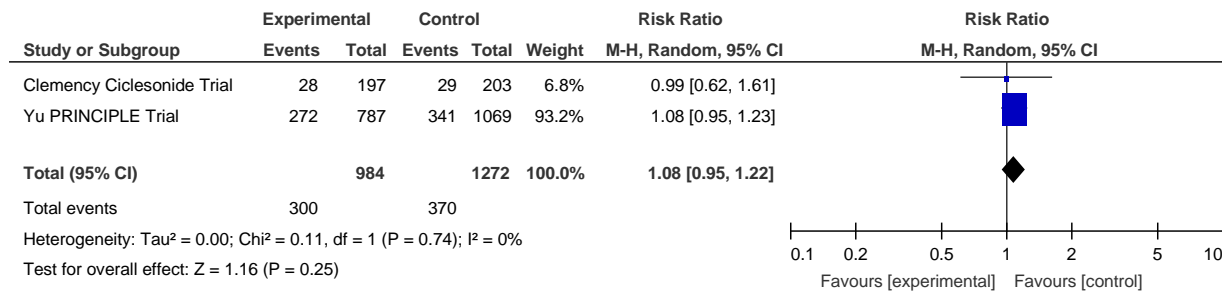 Experimental Control Risk Ratio Risk Ratio
Study or Subgroup Events Total Events Total Weight M-H, Random, 95% CI M-H, Random, 95% CI
Clemency Ciclesonide Trial 28 197 29 203 6.8% 0.99 [0.62, 1.61]
Yu PRINCIPLE Trial 272 787 341 1069 93.2% 1.08 [0.95, 1.23]
Total (95% CI) 984 1272 100.0% 1.08 [0.95, 1.22]
Total events 300 370
Heterogeneity: Tau² = 0.00; Chi² = 0.11, df = 1 (P = 0.74); I² = 0%
Test for overall effect: Z = 1.16 (P = 0.25)
0.1 0.2 0.5 1 2 5 10
Favours [experimental] Favours [control]